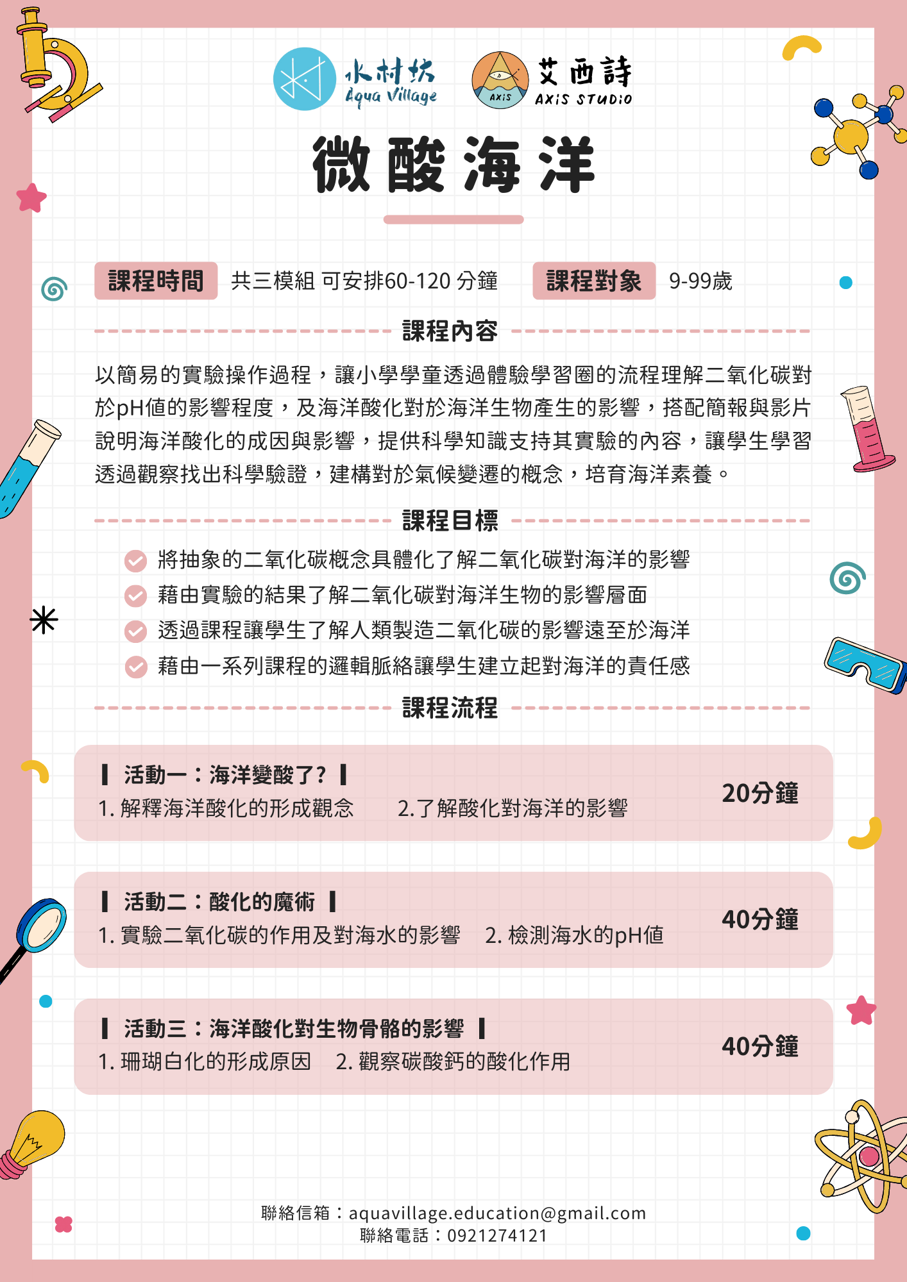 水村牧
Aqua Village
AXiS
艾西詩
AXiS STUDiO
微酸海洋
課程時間 共三模組 可安排60-120 分鐘 課程對象 9-99歲
課程內容
以簡易的實驗操作過程，讓小學學童透過體驗學習圈的流程理解二氧化碳對
於pH值的影響程度，及海洋酸化對於海洋生物產生的影響，搭配簡報與影片
說明海洋酸化的成因與影響，提供科學知識支持其實驗的內容，讓學生學習
透過觀察找出科學驗證，建構對於氣候變遷的概念，培育海洋素養。
課程目標
將抽象的二氧化碳概念具體化了解二氧化碳對海洋的影響
藉由實驗的結果了解二氧化碳對海洋生物的影響層面
透過課程讓學生了解人類製造二氧化碳的影響遠至於海洋
藉由一系列課程的邏輯脈絡讓學生建立起對海洋的責任感
課程流程
活動一：海洋變酸了?
1. 解釋海洋酸化的形成觀念 2.了解酸化對海洋的影響
20分鐘
活動二：酸化的魔術
1. 實驗二氧化碳的作用及對海水的影響 2. 檢測海水的pH值
40分鐘
活動三：海洋酸化對生物骨骼的影響
1. 珊瑚白化的形成原因 2. 觀察碳酸鈣的酸化作用
40分鐘
聯絡信箱：aquavillage.education@gmail.com
聯絡電話：0921274121